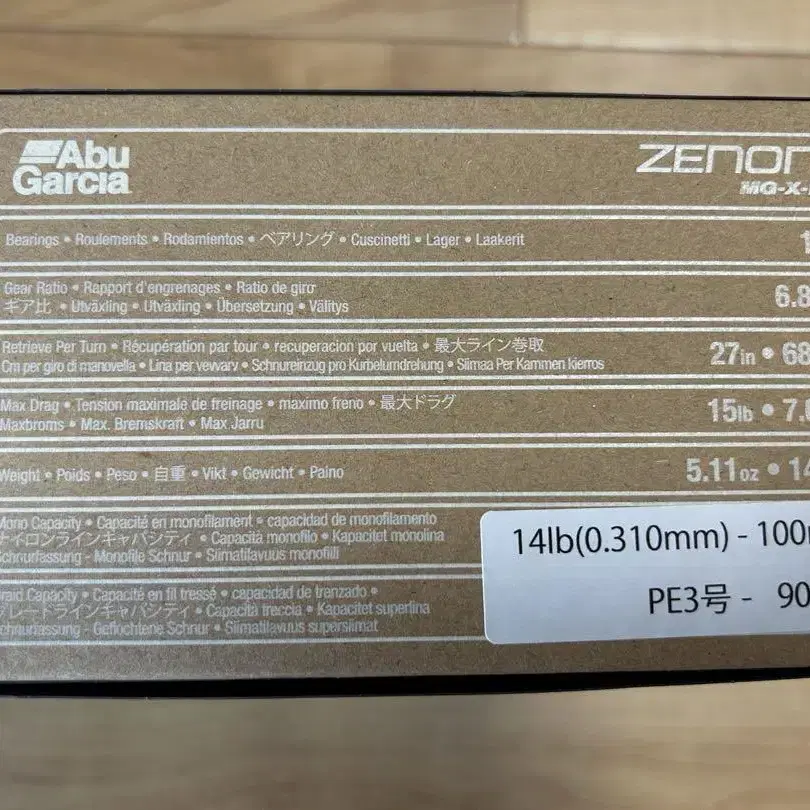 Abu
Garcia
ZENON
MG-X-
Bearings • Roulements • Rodamientos • ベアリング • Cuscinetti • Lager • Laakerit
1
Gear Ratio • Rapport d'engrenages • Ratio de giro
ギア比 • Utväxling • Utväxling • Übersetzung • Välitys
6.8
Retrieve Per Turn • Récupération par tour • recuperacion por vuelta • 最大ライン巻取
Cm per giro di manovella • Lina per vevvarv • Schnureinzug pro Kurbelumdrehung • Siimaa Per Kammen kierros
27in • 68
Max Drag • Tension maximale de freinage • maximo freno • 最大ドラグ
Maxbroms • Max. Bremskraft • Max Jarru
15lb • 7.
Weight • Poids • Peso • 自重 • Vikt • Gewicht • Paino
5.11oz • 14
Mono Capacity • Capacité en monofilament • capacidad de monofilamento
ナイロンラインキャパシティ • Capacità monofilo • Kapacitet monolina
Schnurfassung - Monofile Schnur • Siimatilavuus monofiili
14lb(0.310mm) - 100
PE3号 - 90
raid Capacity • Capacité en fil tressé • capacidad de trenzado •
ブレードラインキャパシティ • Capacità treccia • Kapacitet superlina
Schnurfassung - Geflochtene Schnur • Siimatilavuus superslimat